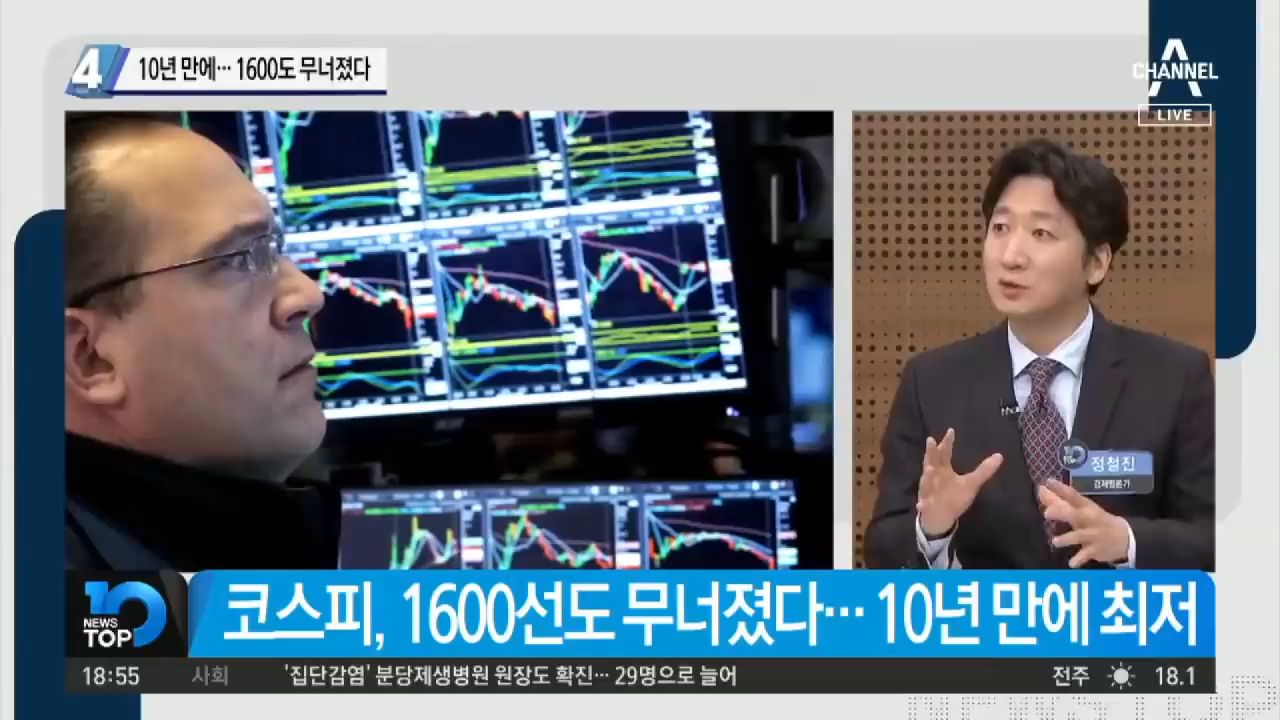 4 10년 만에… 1600도 무너졌다
CHANNEL A
LIVE
TOP 10
정철진
경제평론가
NEWS TOP 10
코스피, 1600선도 무너졌다… 10년 만에 최저
18:55 사회 '집단감염' 분당제생병원 원장도 확진… 29명으로 늘어 전주 18.1